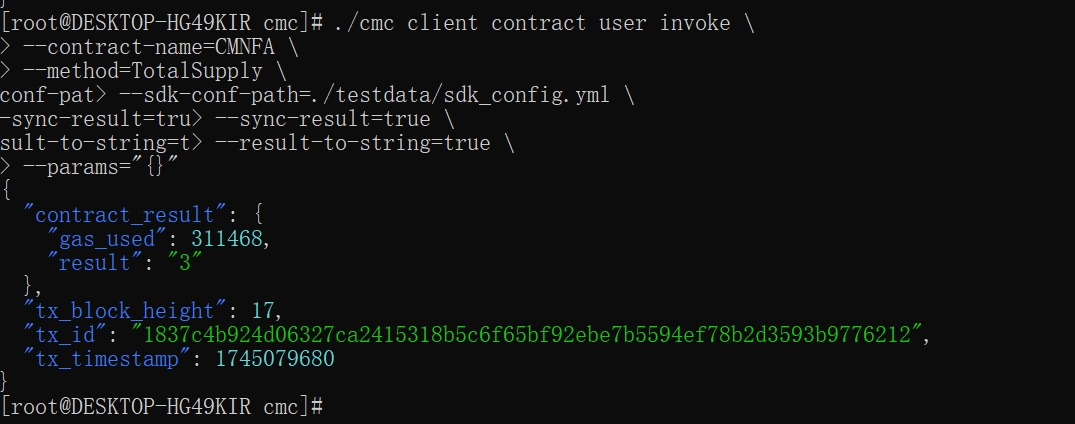 [root@DESKTOP-HG49KIR cmc]# ./cmc client contract user invoke \
> --contract-name=CMNFA \
> --method=TotalSupply \
conf-pat> --sdk-conf-path=./testdata/sdk_config.yml \
-sync-result=tru> --sync-result=true \
sult-to-string=t> --result-to-string=true \
> --params="{}"
{
  "contract_result": {
    "gas_used": 311468,
    "result": "3"
  },
  "tx_block_height": 17,
  "tx_id": "1837c4b924d06327ca2415318b5c6f65bf92ebe7b5594ef78b2d3593b9776212",
  "tx_timestamp": 1745079680
}
[root@DESKTOP-HG49KIR cmc]#